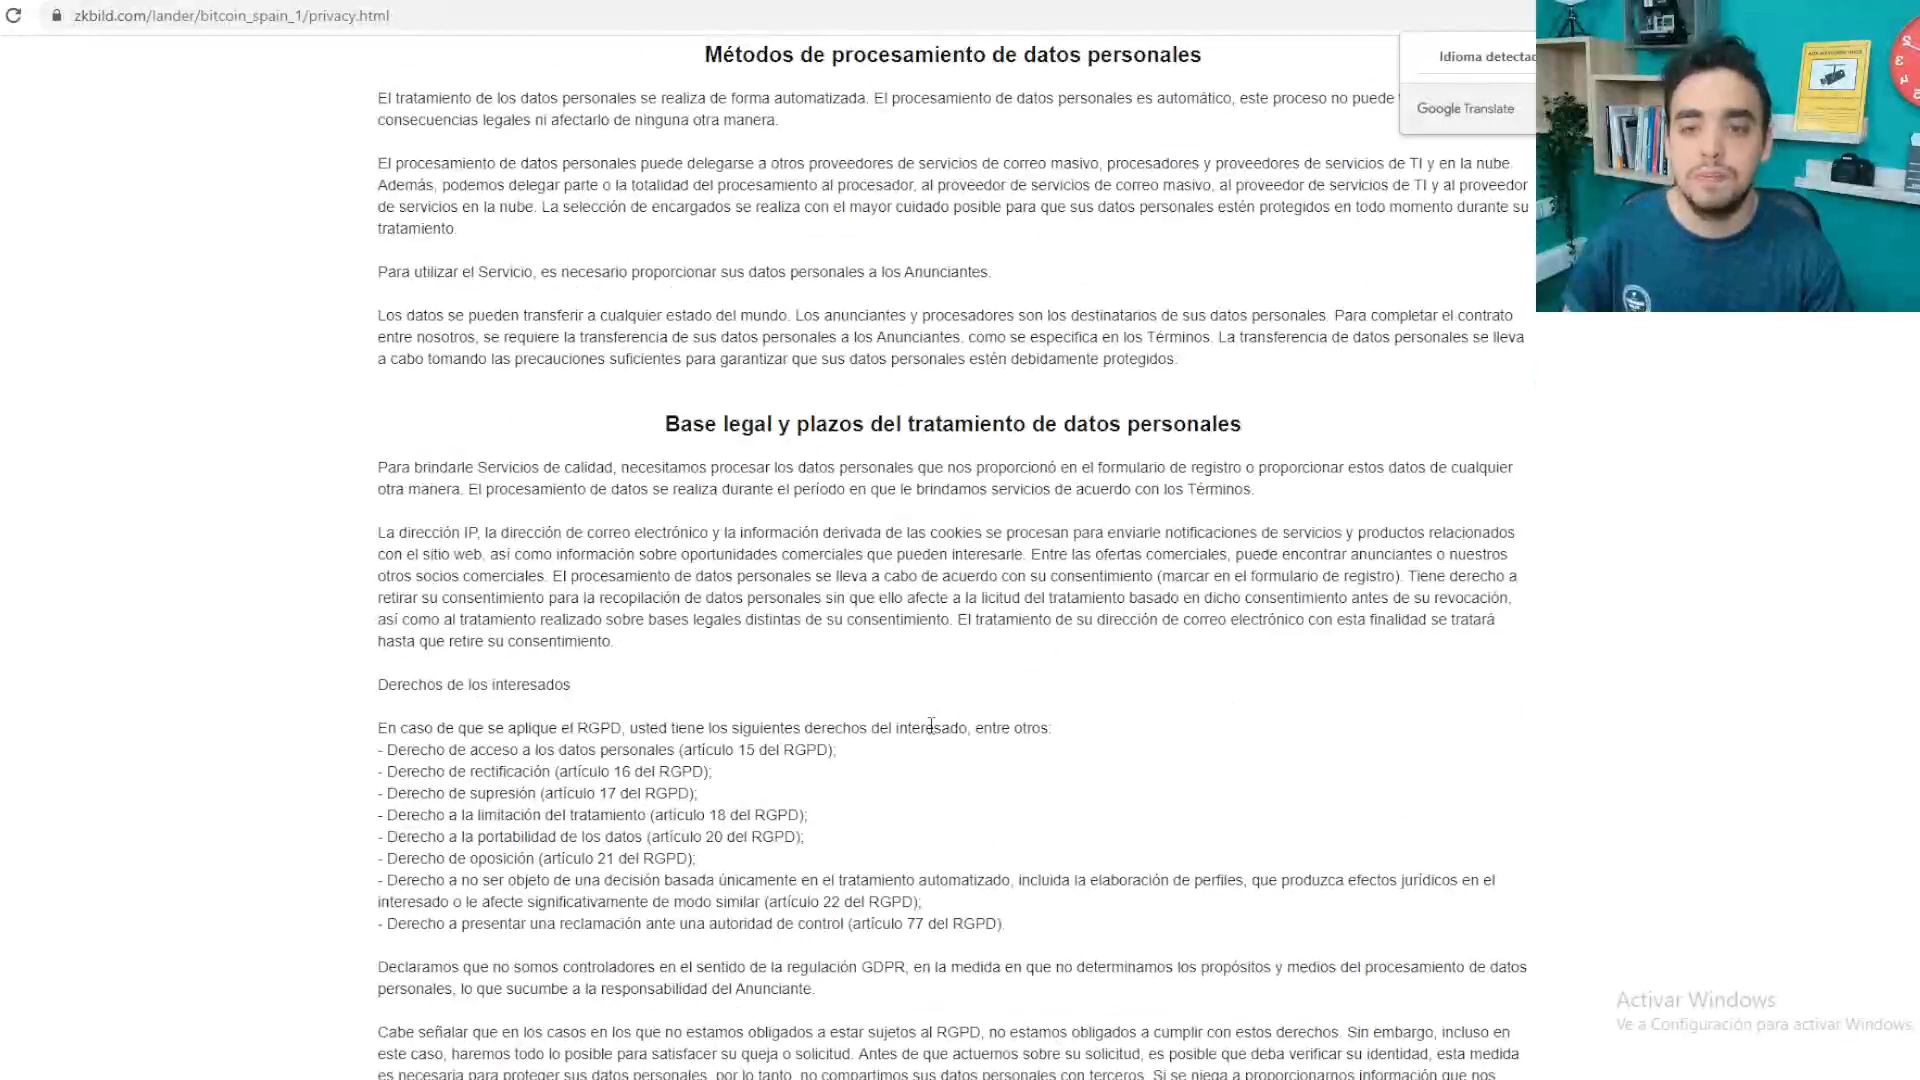 zkbild.com/lander/bitcoin_spain_1/privacy.html
Métodos de procesamiento de datos personales
Idioma detectad
Google Translate
El tratamiento de los datos personales se realiza de forma automatizada. El procesamiento de datos personales es automático, este proceso no puede
consecuencias legales ni afectarlo de ninguna otra manera.
El procesamiento de datos personales puede delegarse a otros proveedores de servicios de correo masivo, procesadores y proveedores de servicios de TI y en la nube.
Además, podemos delegar parte o la totalidad del procesamiento al procesador, al proveedor de servicios de correo masivo, al proveedor de servicios de TI y al proveedor
de servicios en la nube. La selección de encargados se realiza con el mayor cuidado posible para que sus datos personales estén protegidos en todo momento durante su
tratamiento.
Para utilizar el Servicio, es necesario proporcionar sus datos personales a los Anunciantes.
Los datos se pueden transferir a cualquier estado del mundo. Los anunciantes y procesadores son los destinatarios de sus datos personales. Para completar el contrato
entre nosotros, se requiere la transferencia de sus datos personales a los Anunciantes, como se especifica en los Términos. La transferencia de datos personales se lleva
a cabo tomando las precauciones suficientes para garantizar que sus datos personales estén debidamente protegidos.
Base legal y plazos del tratamiento de datos personales
Para brindarle Servicios de calidad, necesitamos procesar los datos personales que nos proporcionó en el formulario de registro o proporcionar estos datos de cualquier
otra manera. El procesamiento de datos se realiza durante el período en que le brindamos servicios de acuerdo con los Términos.
La dirección IP, la dirección de correo electrónico y la información derivada de las cookies se procesan para enviarle notificaciones de servicios y productos relacionados
con el sitio web, así como información sobre oportunidades comerciales que pueden interesarle. Entre las ofertas comerciales, puede encontrar anunciantes o nuestros
otros socios comerciales. El procesamiento de datos personales se lleva a cabo de acuerdo con su consentimiento (marcar en el formulario de registro). Tiene derecho a
retirar su consentimiento para la recopilación de datos personales sin que ello afecte a la licitud del tratamiento basado en dicho consentimiento antes de su revocación,
así como al tratamiento realizado sobre bases legales distintas de su consentimiento. El tratamiento de su dirección de correo electrónico con esta finalidad se tratará
hasta que retire su consentimiento.
Derechos de los interesados
En caso de que se aplique el RGPD, usted tiene los siguientes derechos del interesado, entre otros:
- Derecho de acceso a los datos personales (artículo 15 del RGPD);
- Derecho de rectificación (artículo 16 del RGPD);
- Derecho de supresión (artículo 17 del RGPD);
- Derecho a la limitación del tratamiento (artículo 18 del RGPD);
- Derecho a la portabilidad de los datos (artículo 20 del RGPD);
- Derecho de oposición (artículo 21 del RGPD);
- Derecho a no ser objeto de una decisión basada únicamente en el tratamiento automatizado, incluida la elaboración de perfiles, que produzca efectos jurídicos en el
interesado o le afecte significativamente de modo similar (artículo 22 del RGPD);
- Derecho a presentar una reclamación ante una autoridad de control (artículo 77 del RGPD).
Declaramos que no somos controladores en el sentido de la regulación GDPR, en la medida en que no determinamos los propósitos y medios del procesamiento de datos
personales, lo que sucumbe a la responsabilidad del Anunciante.
Cabe señalar que en los casos en los que no estamos obligados a estar sujetos al RGPD, no estamos obligados a cumplir con estos derechos. Sin embargo, incluso en
este caso, haremos todo lo posible para satisfacer su queja o solicitud. Antes de que actuemos sobre su solicitud, es posible que deba verificar su identidad, esta medida
es necesaria para proteger sus datos personales, por lo tanto, no compartimos sus datos personales con terceros. Si se niega a proporcionarnos información que nos
Activar Windows
Ve a Configuración para activar Windows.